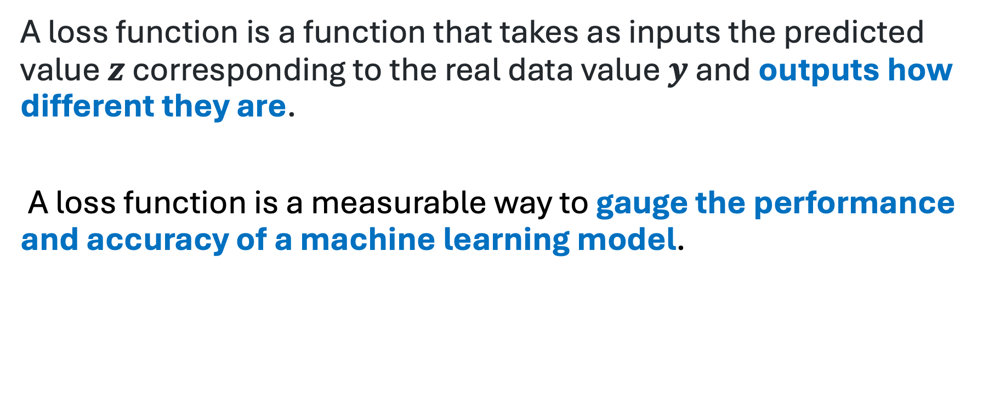 A loss function is a function that takes as inputs the predicted
value z corresponding to the real data value y and outputs how
different they are.
A loss function is a measurable way to gauge the performance
and accuracy of a machine learning model.